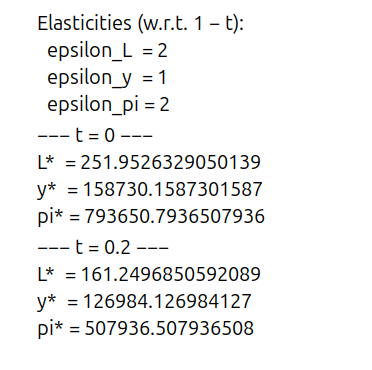 Elasticities (w.r.t. 1 − t):
epsilon_L = 2
epsilon_y = 1
epsilon_pi = 2
−−− t = 0 −−−
L* = 251.9526329050139
y* = 158730.1587301587
pi* = 793650.7936507936
−−− t = 0.2 −−−
L* = 161.2496850592089
y* = 126984.126984127
pi* = 507936.507936508